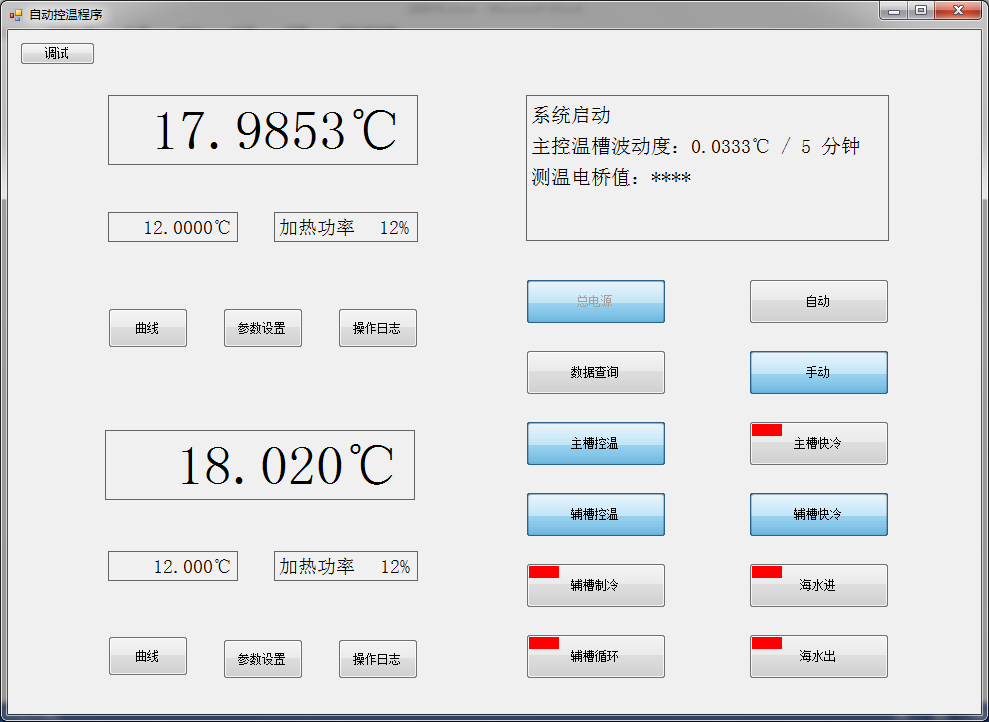 自动控温程序
调试
17.9853℃
12.0000℃
加热功率 12%
曲线
参数设置
操作日志
18.020℃
12.000℃
加热功率 12%
曲线
参数设置
操作日志
系统启动
主控温槽波动度: 0.0333℃ / 5 分钟
测温电桥值: ****
总电源
自动
数据查询
手动
主槽控温
主槽快冷
辅槽控温
辅槽快冷
辅槽制冷
海水进
辅槽循环
海水出